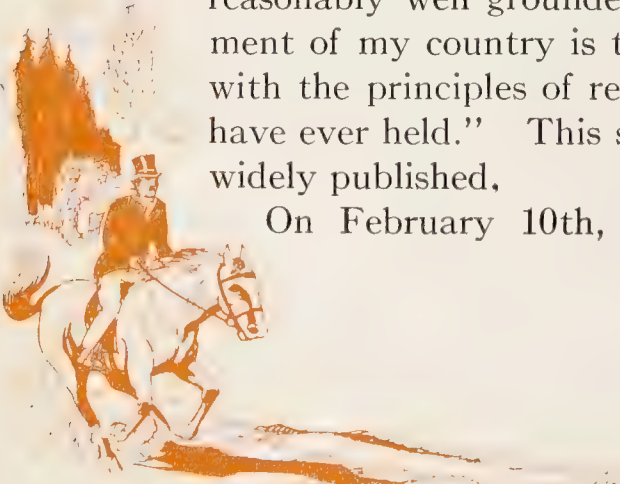 reasonably well grounde
ment of my country is t
with the principles of re
have ever held.” This s
widely published.
On February 10th,